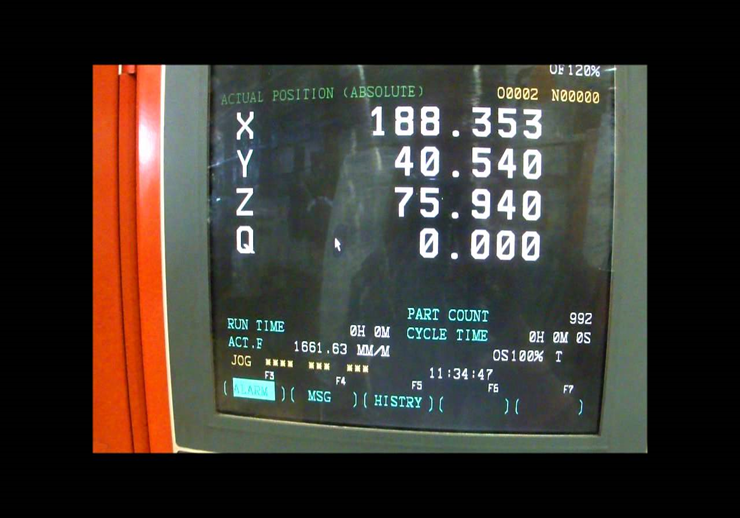 OF120%
ACTUAL POSITION (ABSOLUTE) O0002 N00000
X 188.353
Y 40.540
Z 75.940
Q 0.000
PART COUNT 992
RUN TIME 0H 0M CYCLE TIME 0H 0M 0S
ACT.F 1661.63 MM/M OS100% T
JOG **** *** *** 11:34:47
F3 F4 F5 F6 F7
( ALARM )( MSG )( HISTRY )( )( )